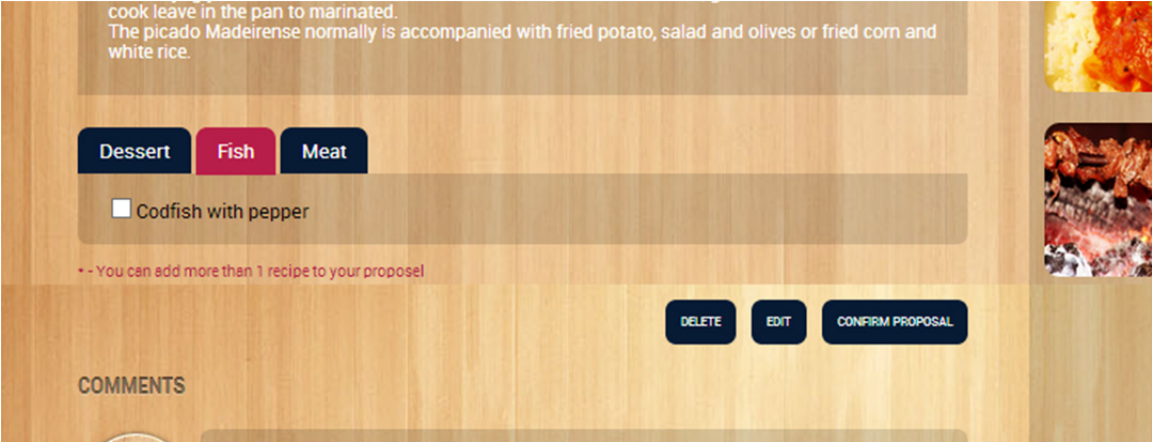 cook leave in the pan to marinated.
The picado Madeirense normally is accompanied with fried potato, salad and olives or fried corn and
white rice.
Dessert Fish Meat
Codfish with pepper
* - You can add more than 1 recipe to your proposel
DELETE EDIT CONFIRM PROPOSAL
COMMENTS